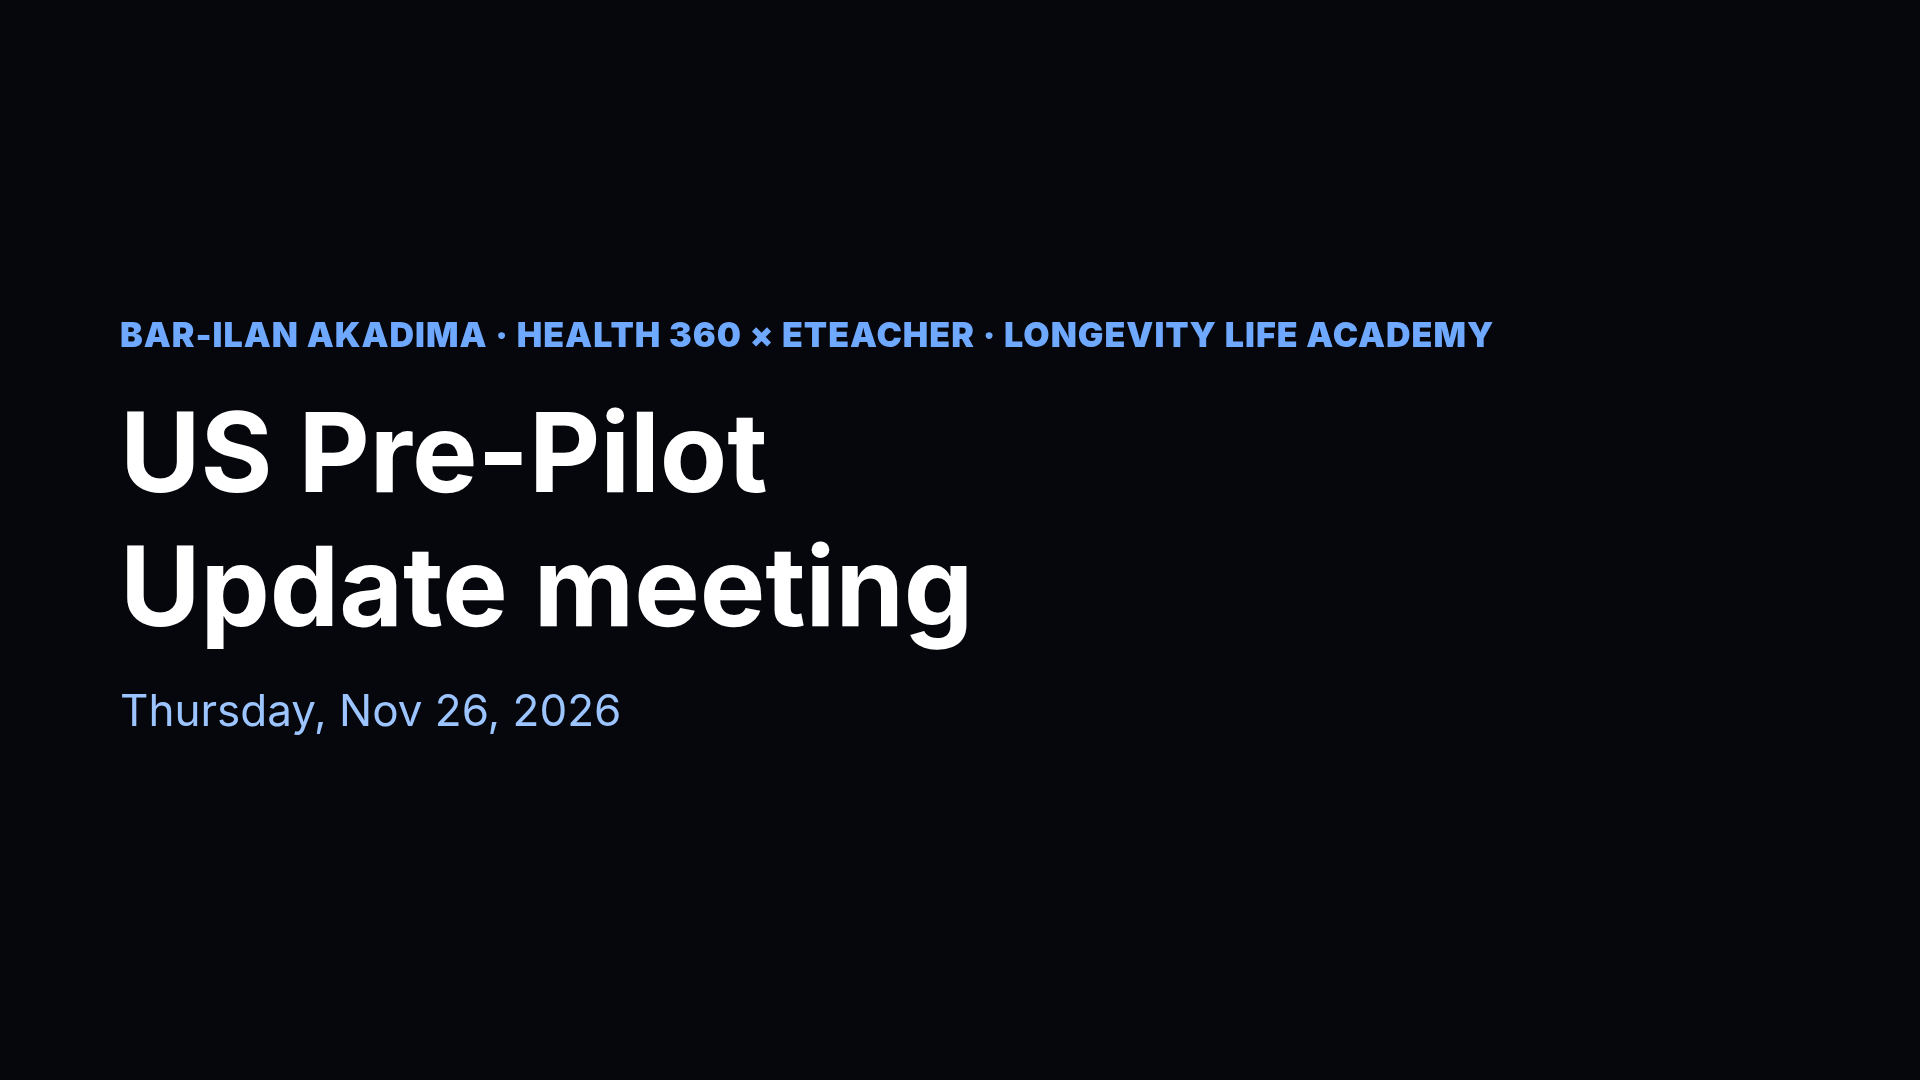 BAR-ILAN AKADIMA · HEALTH 360 × ETEACHER · LONGEVITY LIFE ACADEMY
US Pre-Pilot
Update meeting
Thursday, Nov 26, 2026